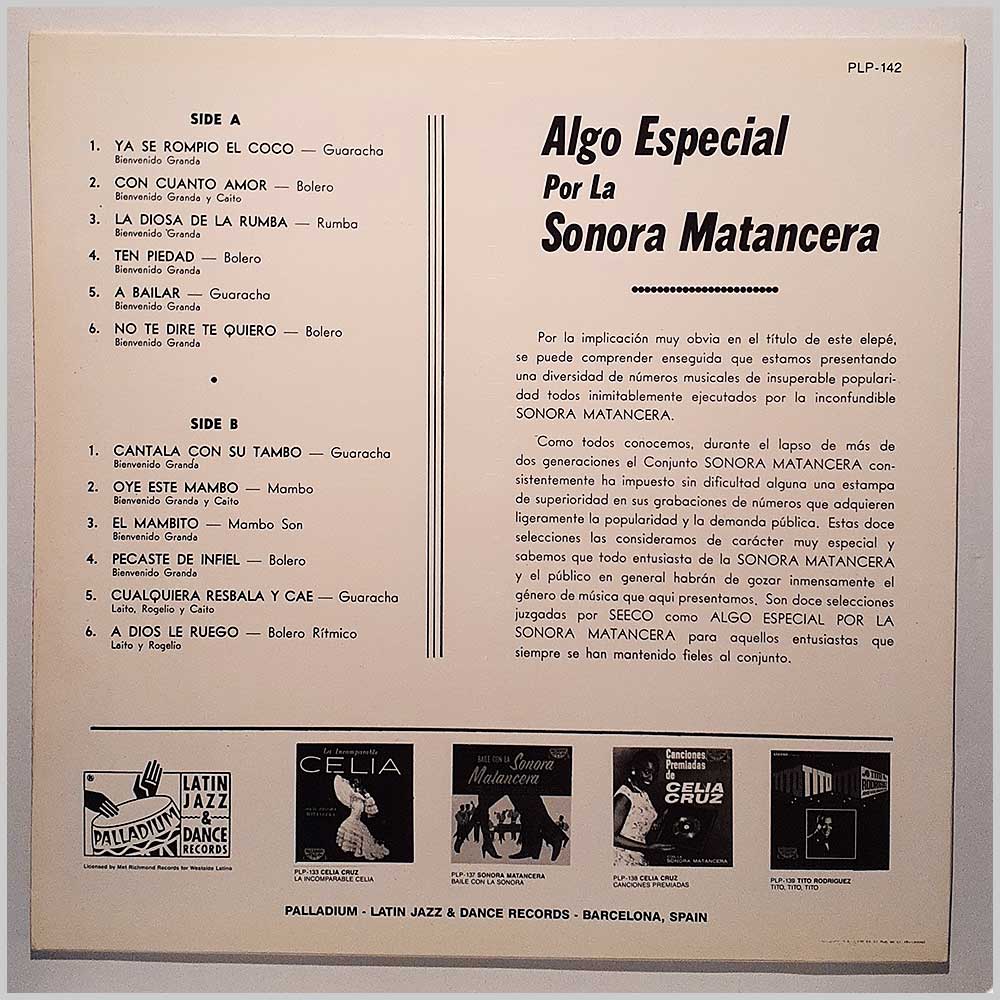 PLP-142
SIDE A
1. YA SE ROMPIO EL COCO — Guaracha
Bienvenido Granda
2. CON CUANTO AMOR — Bolero
Bienvenido Granda y Caito
3. LA DIOSA DE LA RUMBA — Rumba
Bienvenido Granda
4. TEN PIEDAD — Bolero
Bienvenido Granda
5. A BAILAR — Guaracha
Bienvenido Granda
6. NO TE DIRE TE QUIERO — Bolero
Bienvenido Granda
SIDE B
1. CANTALA CON SU TAMBO — Guaracha
Bienvenido Granda
2. OYE ESTE MAMBO — Mambo
Bienvenido Granda y Caito
3. EL MAMBITO — Mambo Son
Bienvenido Granda
4. PECASTE DE INFIEL — Bolero
Bienvenido Granda
5. CUALQUIERA RESBALA Y CAE — Guaracha
Laito, Rogelio y Caito
6. A DIOS LE RUEGO — Bolero Rítmico
Laito y Rogelio
Algo Especial
Por La
Sonora Matancera
Por la implicación muy obvia en el título de este elepé,
se puede comprender enseguida que estamos presentando
una diversidad de números musicales de insuperable populari-
dad todos inimitablemente ejecutados por la inconfundible
SONORA MATANCERA.
Como todos conocemos, durante el lapso de más de
dos generaciones el Conjunto SONORA MATANCERA con-
sistentemente ha impuesto sin dificultad alguna una estampa
de superioridad en sus grabaciones de números que adquieren
ligeramente la popularidad y la demanda pública. Estas doce
selecciones las consideramos de carácter muy especial y
sabemos que todo entusiasta de la SONORA MATANCERA
y el público en general habrán de gozar inmensamente el
género de música que aqui presentamos. Son doce selecciones
juzgadas por SEECO como ALGO ESPECIAL POR LA
SONORA MATANCERA para aquellos entusiastas que
siempre se han mantenido fieles al conjunto.
PALLADIUM
LATIN
JAZZ
&
DANCE
RECORDS
Licensed by Met Richmond Records for Westside Latino
La Incomparable
CELIA
PLP-133 CELIA CRUZ
LA INCOMPARABLE CELIA
BAILE CON LA Sonora
Matancera
PLP-137 SONORA MATANCERA
BAILE CON LA SONORA
Canciones
Premiadas
de
CELIA
CRUZ
CON LA
SONORA MATANCERA
PLP-138 CELIA CRUZ
CANCIONES PREMIADAS
TITO
RODRIGUEZ
PLP-139 TITO RODRIGUEZ
TITO, TITO, TITO
PALLADIUM - LATIN JAZZ & DANCE RECORDS - BARCELONA, SPAIN